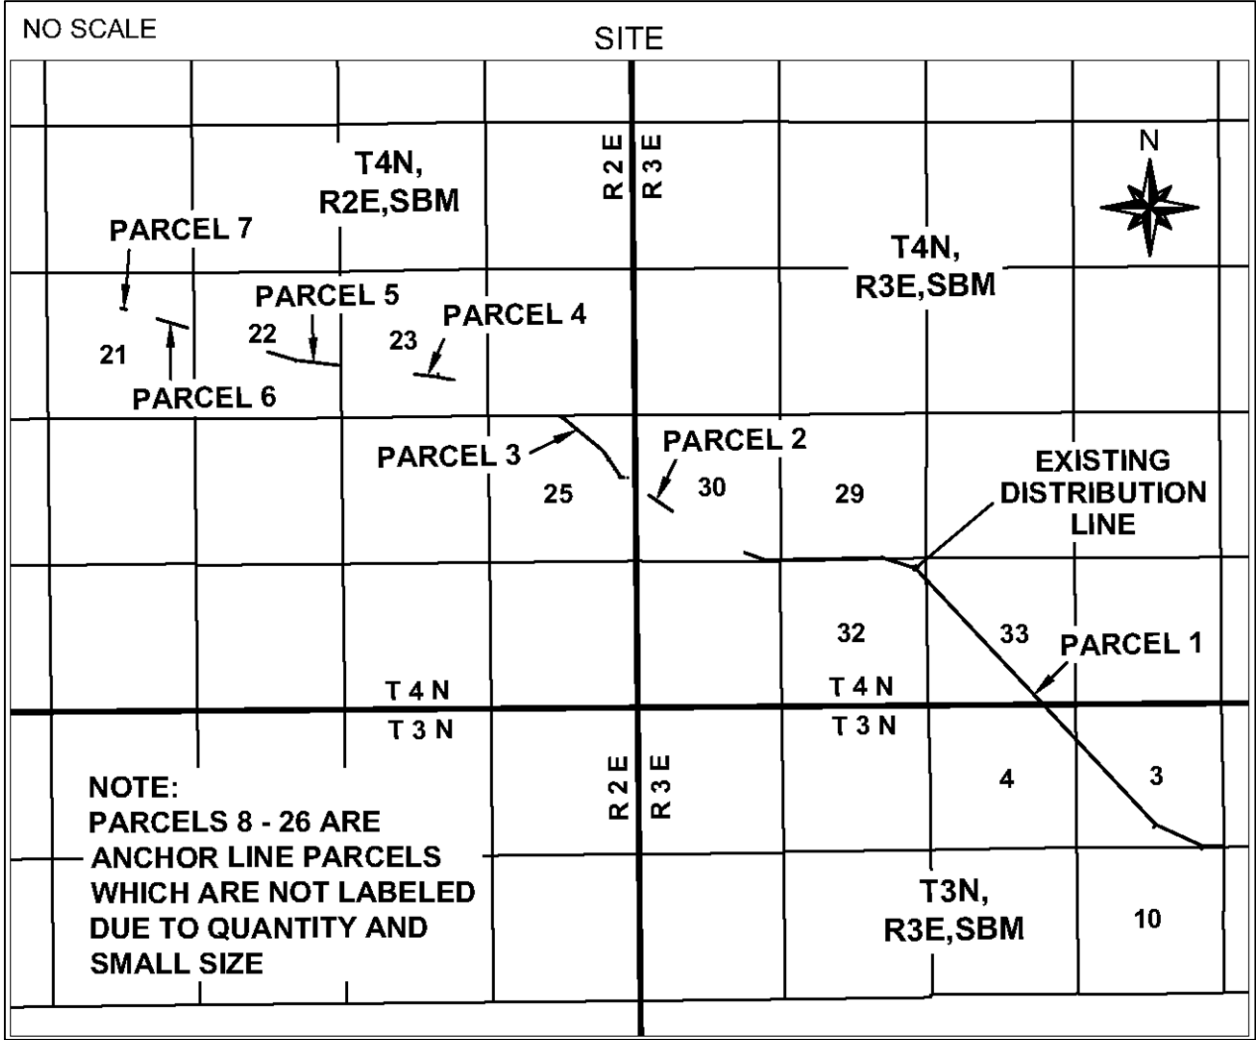 NO SCALE
SITE
R 2 E
R 3 E
N
T4N,
R2E,SBM
PARCEL 7
T4N,
R3E,SBM
PARCEL 5
PARCEL 4
22
23
21
PARCEL 6
PARCEL 3
PARCEL 2
25
30
29
EXISTING
DISTRIBUTION
LINE
32
33
PARCEL 1
T 4 N
T 4 N
T 3 N
T 3 N
R 2 E
R 3 E
4
3
NOTE:
PARCELS 8 - 26 ARE
ANCHOR LINE PARCELS
WHICH ARE NOT LABELED
DUE TO QUANTITY AND
SMALL SIZE
T3N,
R3E,SBM
10